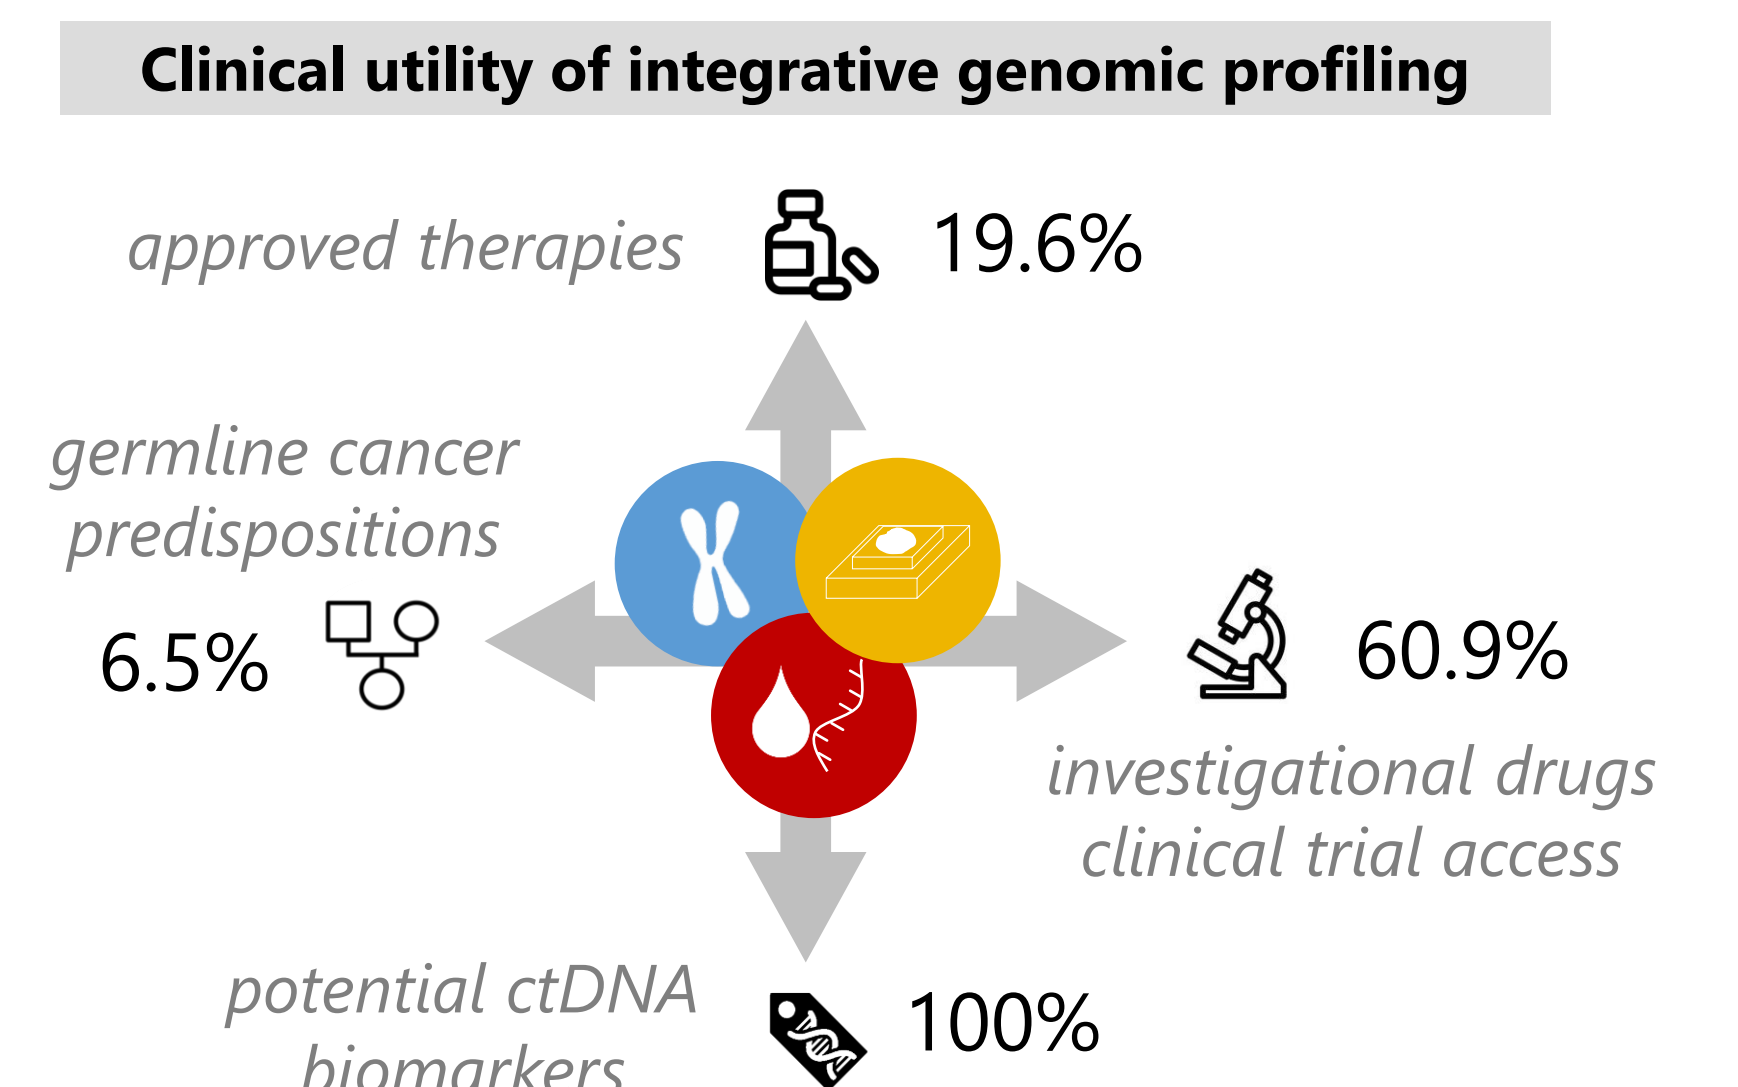 Clinical utility of integrative genomic profiling
approved therapies
19.6%
germline cancer
predispositions
6.5%
60.9%
investigational drugs
clinical trial access
potential ctDNA
biomarkers
100%